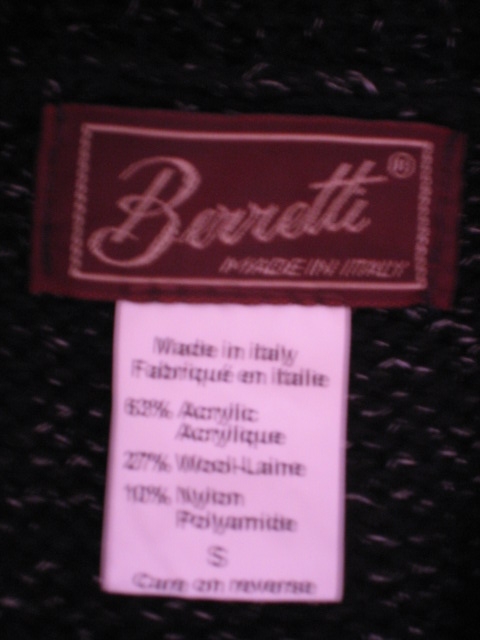 Berretti ®
MADE IN ITALY
Made in Italy
Fabriqué en Italie
63% Acrylic
Acrylique
27% Wool-Laine
10% Nylon
Polyamide
S
Care on reverse